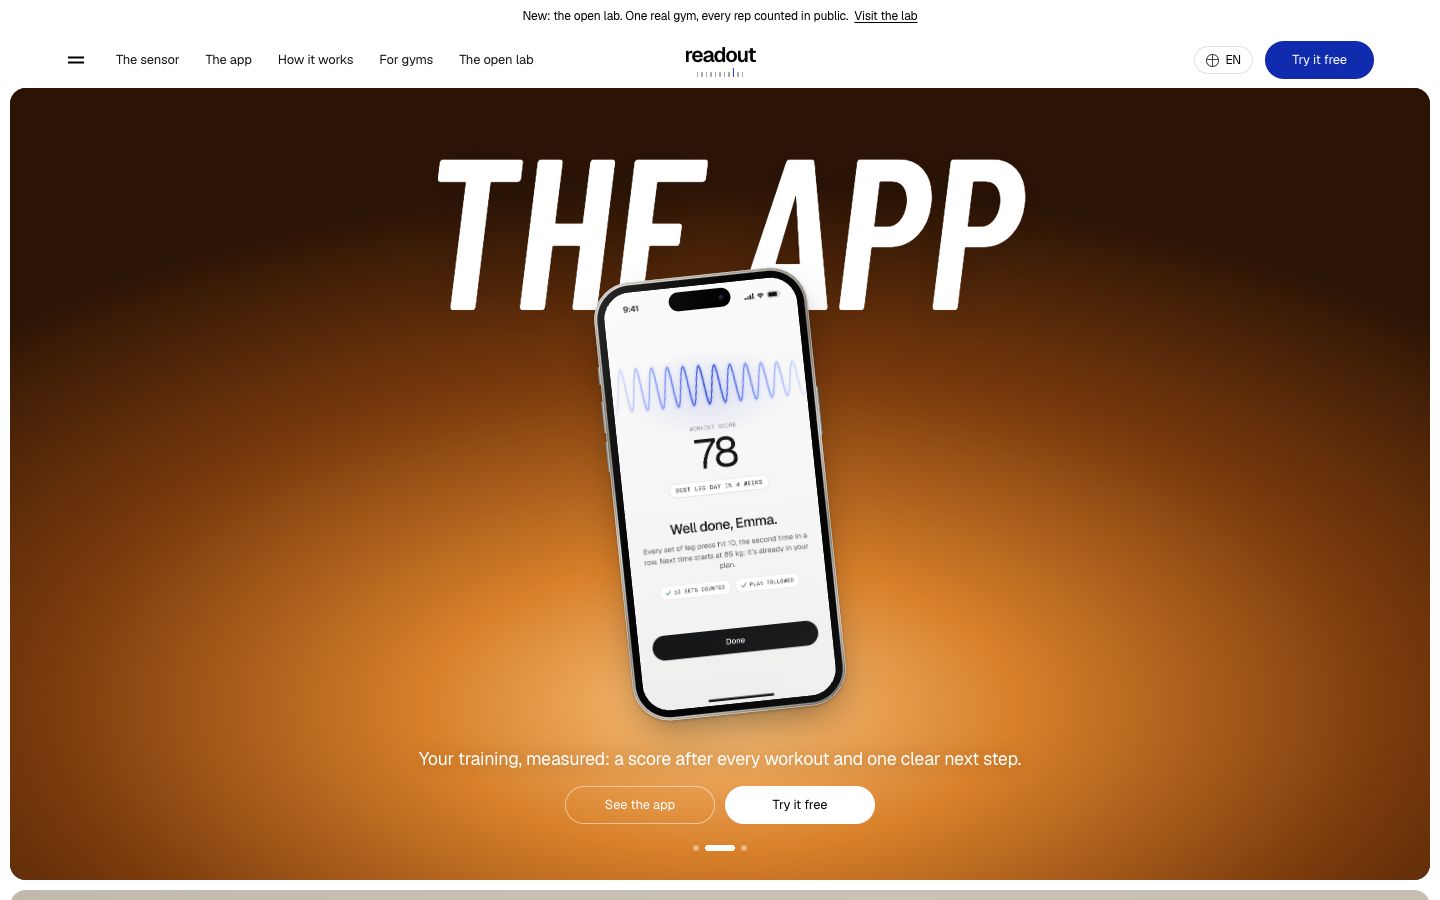 New: the open lab. One real gym, every rep counted in public. Visit the lab
The sensor
The app
How it works
For gyms
The open lab
readout
EN
Try it free
THE APP
9:41
WORKOUT SCORE
78
BEST LEG DAY IN 4 WEEKS
Well done, Emma.
Every set of leg press hit 10, the second time in a
row. Next time starts at 85 kg; it's already in your
plan.
12 SETS COUNTED
PLAN FOLLOWED
Done
Your training, measured: a score after every workout and one clear next step.
See the app
Try it free